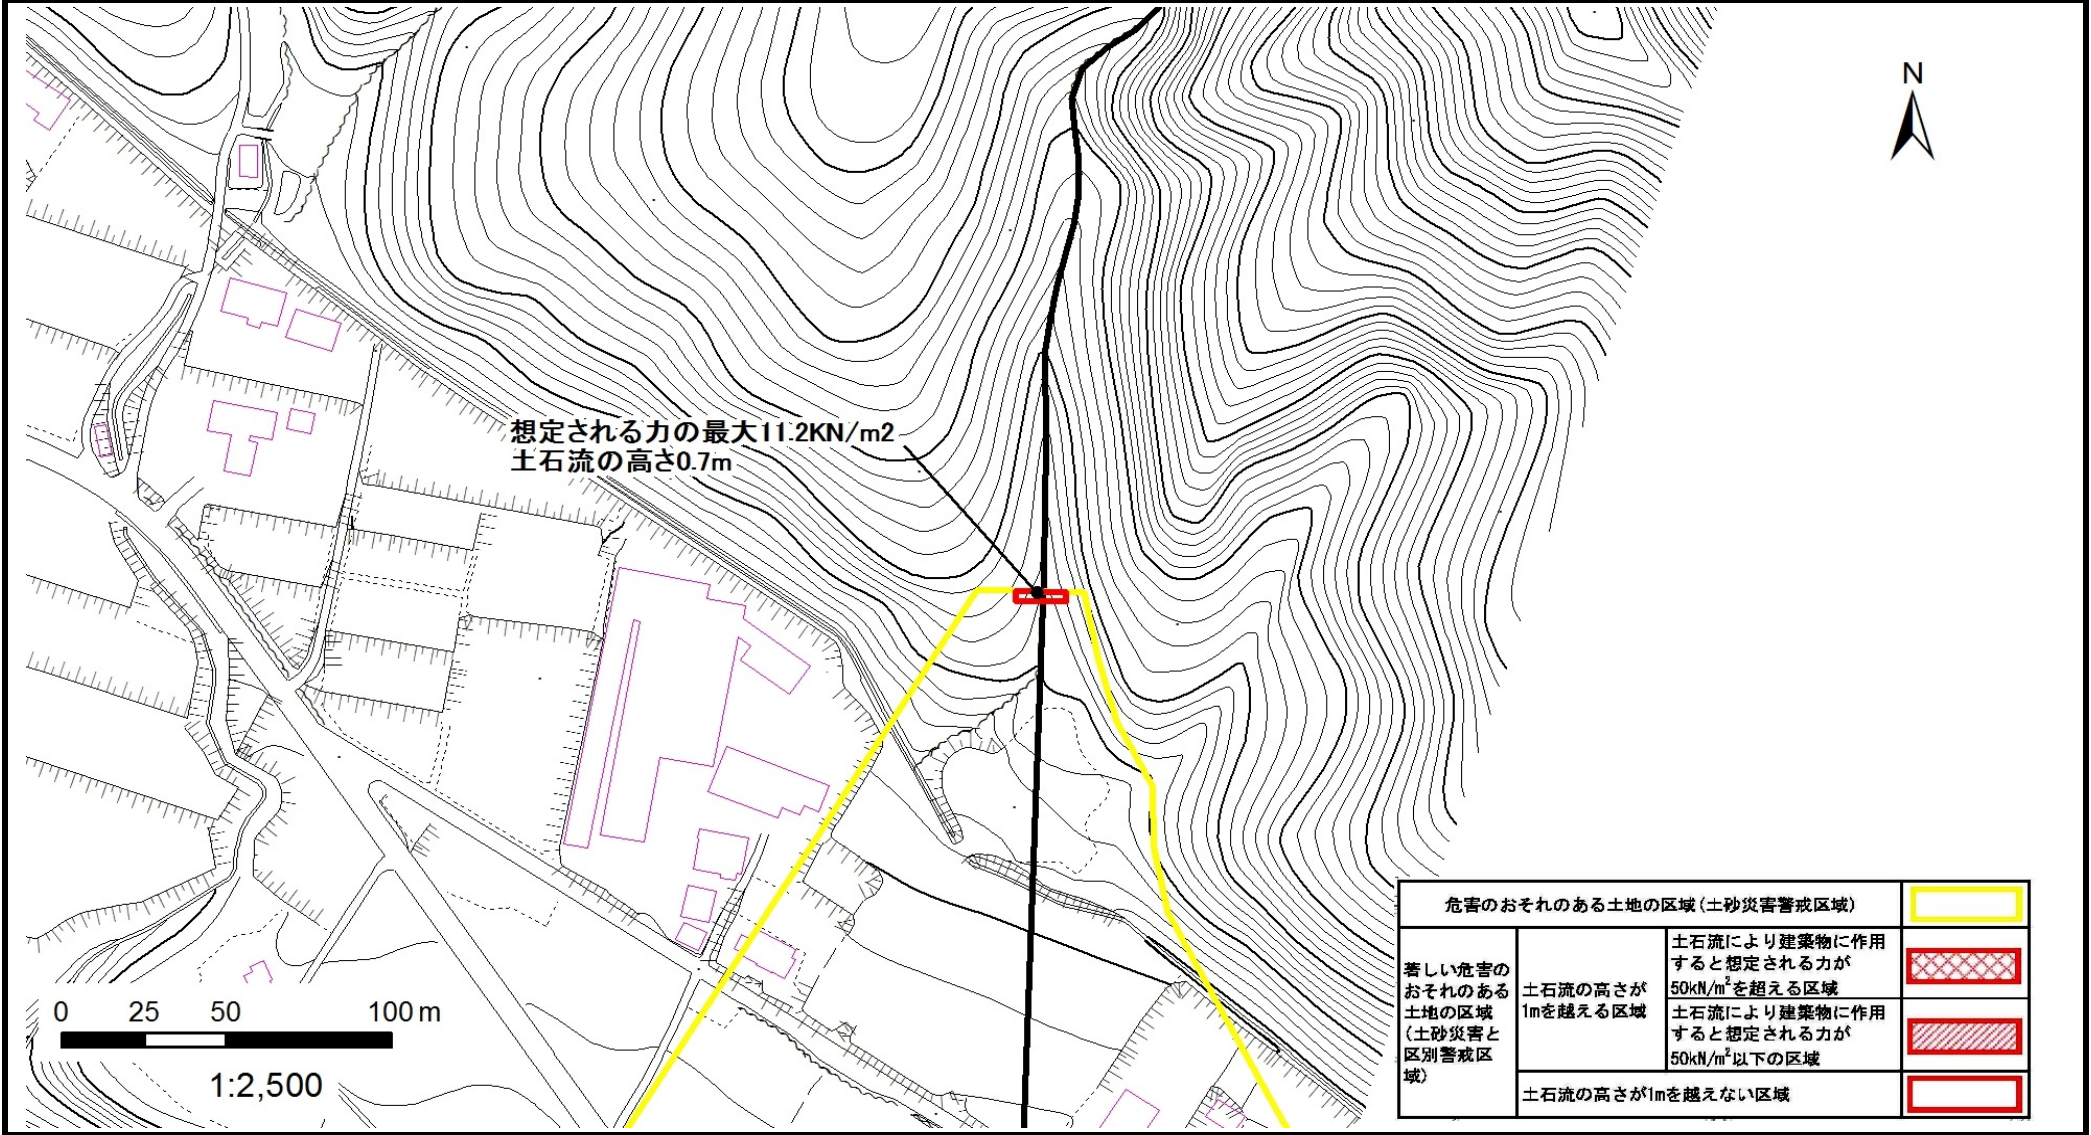 N
想定される力の最大11.2KN/m2
土石流の高さ0.7m
0 25 50 100 m
1:2,500
危害のおそれのある土地の区域(土砂災害警戒区域)
著しい危害の
おそれのある
土地の区域
(土砂災害と
区別警戒区
域)
土石流の高さが
1mを越える区域
土石流により建築物に作用
すると想定される力が
50kN/m²を超える区域
土石流により建築物に作用
すると想定される力が
50kN/m²以下の区域
土石流の高さが1mを越えない区域